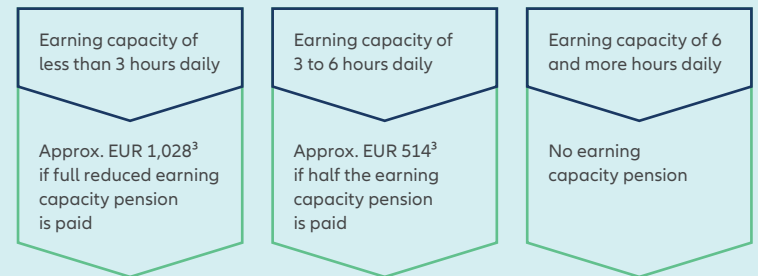 Earning capacity of
less than 3 hours daily
Approx. EUR 1,028³
if full reduced earning
capacity pension
is paid
Earning capacity of
3 to 6 hours daily
Approx. EUR 514³
if half the earning
capacity pension
is paid
Earning capacity of 6
and more hours daily
No earning
capacity pension